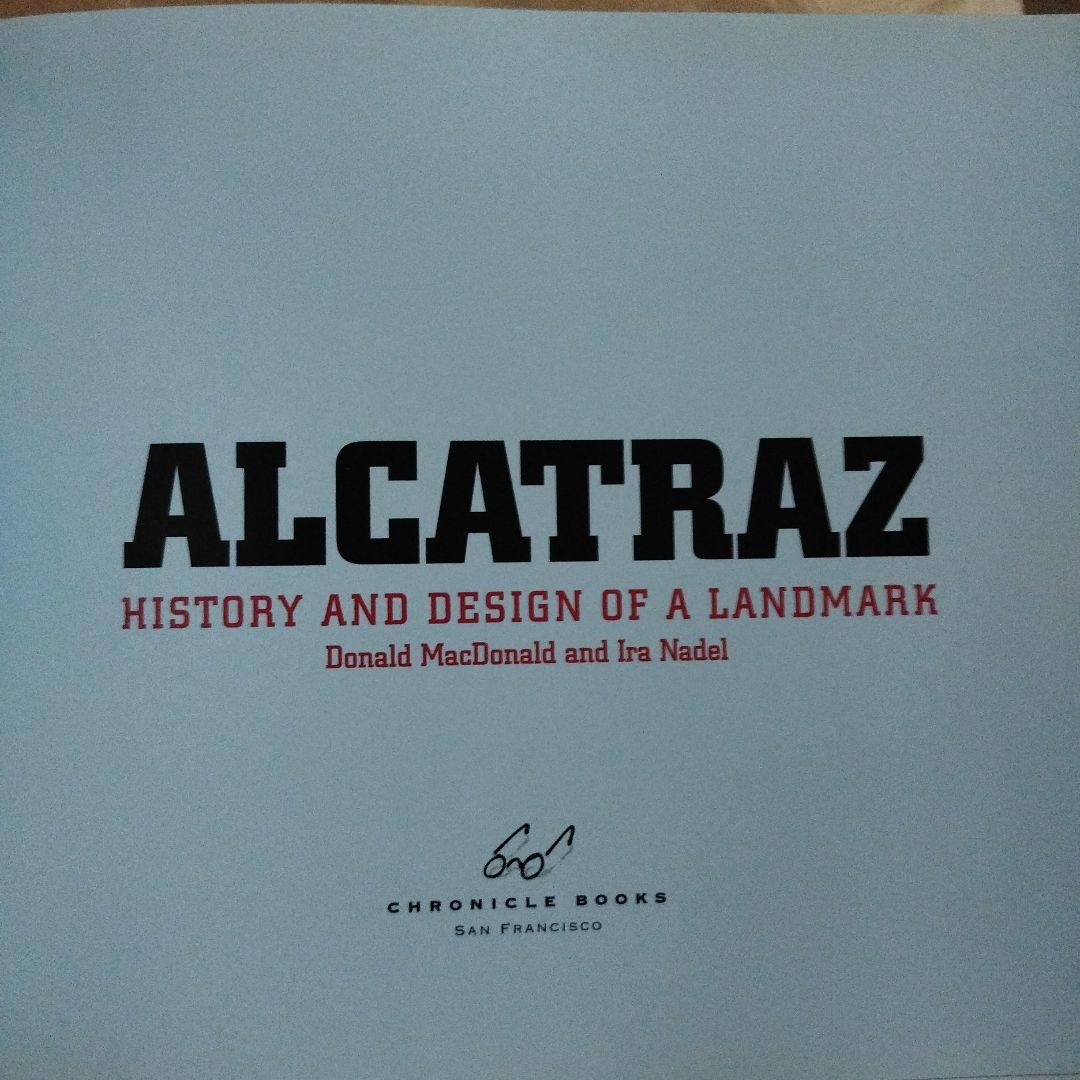 ALCATRAZ
HISTORY AND DESIGN OF A LANDMARK
Donald MacDonald and Ira Nadel
CHRONICLE BOOKS
SAN FRANCISCO